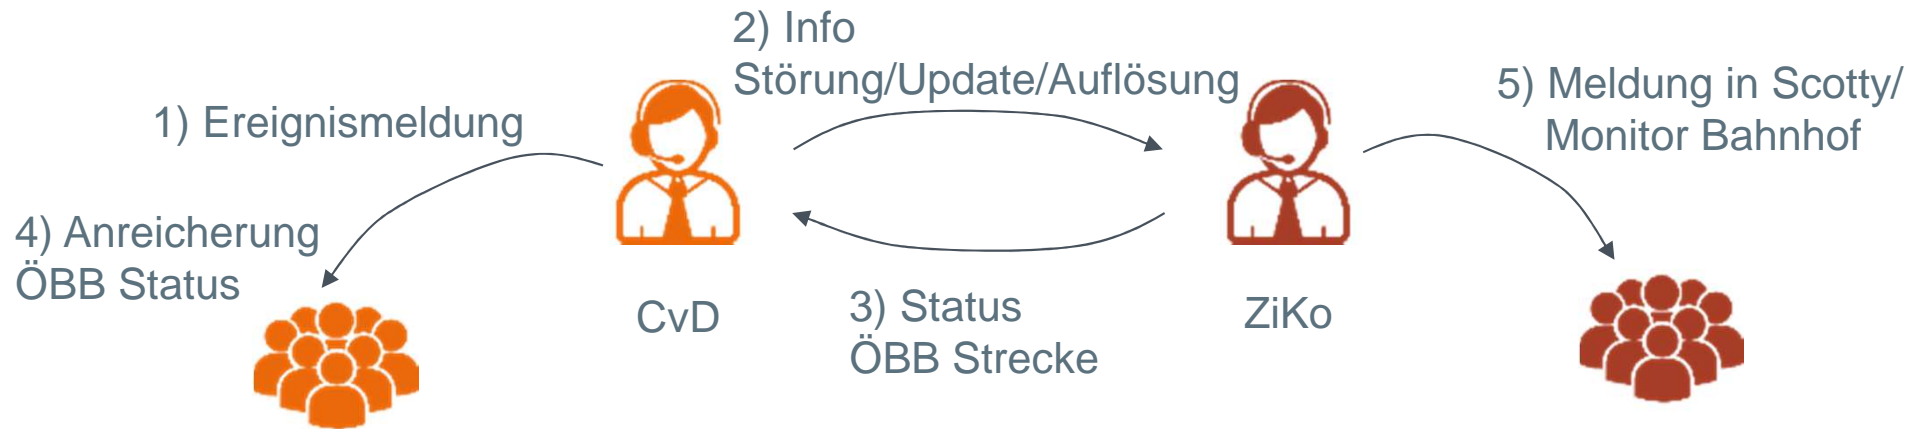 1) Ereignismeldung
2) Info
Störung/Update/Auflösung
3) Status
ÖBB Strecke
4) Anreicherung
ÖBB Status
5) Meldung in Scotty/
Monitor Bahnhof
CvD
ZiKo